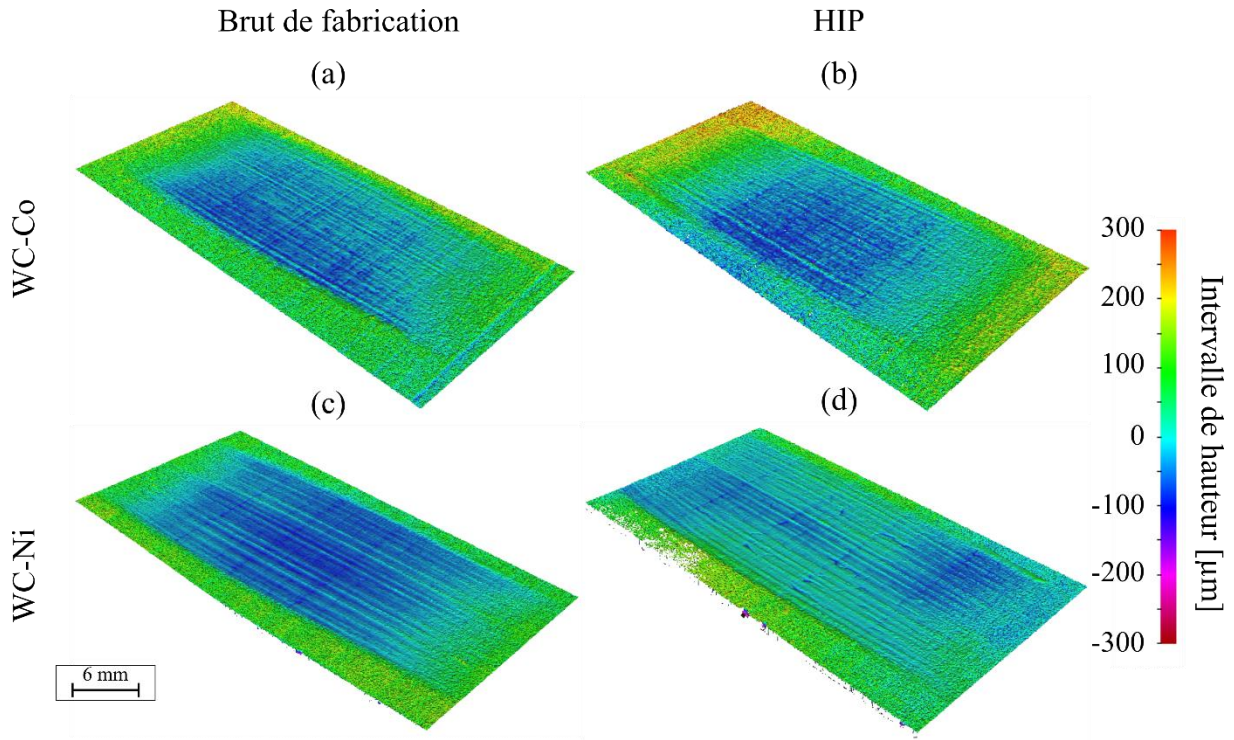 Brut de fabrication
HIP
(a)
(b)
WC-Co
(c)
(d)
WC-Ni
6 mm
300
200
100
0
-100
-200
-300
Intervalle de hauteur [µm]